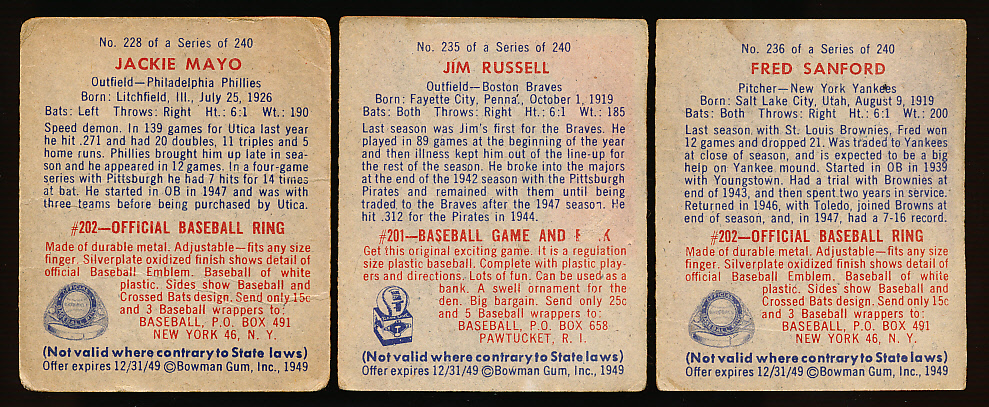 No. 228 of a Series of 240
JACKIE MAYO
Outfield—Philadelphia Phillies
Born: Litchfield, Ill., July 25, 1926
Bats: Left Throws: Right Ht.: 6:1 Wt.: 190
Speed demon. In 139 games for Utica last year
he hit .271 and had 20 doubles, 11 triples and 5
home runs. Phillies brought him up late in sea-
son and he appeared in 12 games. In a four-game
series with Pittsburgh he had 7 hits for 14 times
at bat. He started in OB in 1947 and was with
three teams before being purchased by Utica.
#202—OFFICIAL BASEBALL RING
Made of durable metal. Adjustable—fits any size
finger. Silverplate oxidized finish shows detail of
official Baseball Emblem. Baseball of white
plastic. Sides show Baseball and
Crossed Bats design. Send only 15c
and 3 Baseball wrappers to:
BASEBALL, P.O. BOX 491
NEW YORK 46, N. Y.
(Not valid where contrary to State laws)
Offer expires 12/31/49 ©Bowman Gum, Inc., 1949
No. 235 of a Series of 240
JIM RUSSELL
Outfield—Boston Braves
Born: Fayette City, Penna., October 1, 1919
Bats: Both Throws: Right Ht.: 6:1 Wt.: 185
Last season was Jim's first for the Braves. He
played in 89 games at the beginning of the year
and then illness kept him out of the line-up for
the rest of the season. He broke into the majors
at the end of the 1942 season with the Pittsburgh
Pirates and remained with them until being
traded to the Braves after the 1947 season. He
hit .312 for the Pirates in 1944.
#201—BASEBALL GAME AND
Get this original exciting game. It is a regulation
size plastic baseball. Complete with plastic play-
ers and directions. Lots of fun. Can be used as a
bank. A swell ornament for the
den. Big bargain. Send only 25c
and 5 Baseball wrappers to:
BASEBALL, P. O. BOX 658
PAWTUCKET, R. I.
(Not valid where contrary to State laws)
Offer expires 12/31/49 ©Bowman Gum, Inc., 1949
No. 236 of a Series of 240
FRED SANFORD
Pitcher—New York Yankees
Born: Salt Lake City, Utah, August 9, 1919
Bats: Both Throws: Right Ht.: 6:1 Wt.: 200
Last season, with St. Louis Brownies, Fred won
12 games and dropped 21. Was traded to Yankees
at close of season, and is expected to be a big
help on Yankee mound. Started in OB in 1939
with Youngstown. Had a trial with Brownies at
end of 1943, and then spent two years in service.
Returned in 1946, with Toledo, joined Browns at
end of season, and, in 1947, had a 7-16 record.
#202—OFFICIAL BASEBALL RING
Made of durable metal. Adjustable—fits any size
finger. Silverplate oxidized finish shows detail of
official Baseball Emblem. Baseball of white
plastic. Sides show Baseball and
Crossed Bats design. Send only 15c
and 3 Baseball wrappers to:
BASEBALL, P.O. BOX 491
NEW YORK 46, N. Y.
(Not valid where contrary to State laws)
Offer expires 12/31/49 ©Bowman Gum, Inc., 1949